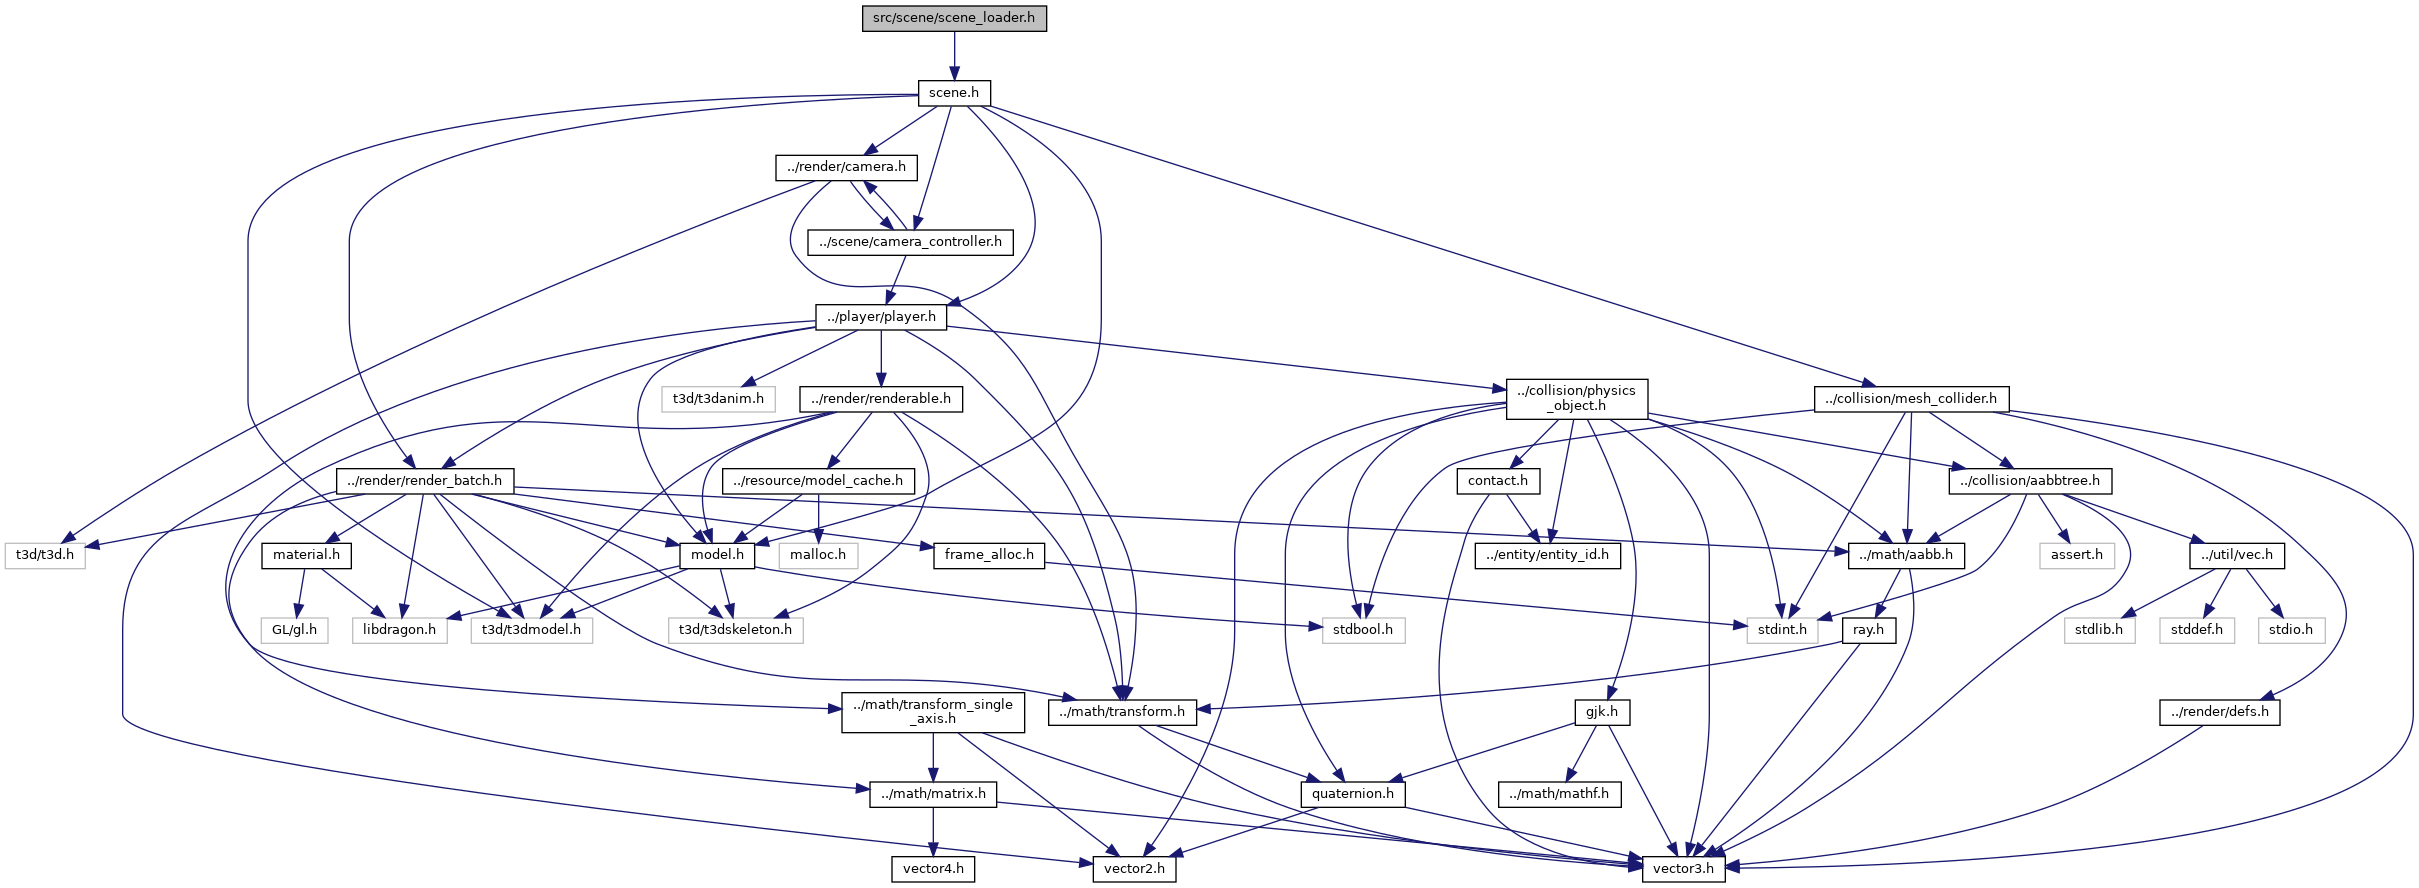 src/scene/scene_loader.h
scene.h
../render/camera.h
../scene/camera_controller.h
../player/player.h
t3d/t3danim.h
../render/renderable.h
../collision/physics
_object.h
../collision/mesh_collider.h
../render/render_batch.h
../resource/model_cache.h
contact.h
../collision/aabbtree.h
t3d/t3d.h
material.h
model.h
malloc.h
frame_alloc.h
../entity/entity_id.h
../math/aabb.h
assert.h
../util/vec.h
GL/gl.h
libdragon.h
t3d/t3dmodel.h
t3d/t3dskeleton.h
stdbool.h
stdint.h
ray.h
stdlib.h
stddef.h
stdio.h
../math/transform_single
_axis.h
../math/transform.h
gjk.h
../render/defs.h
../math/matrix.h
quaternion.h
../math/mathf.h
vector4.h
vector2.h
vector3.h